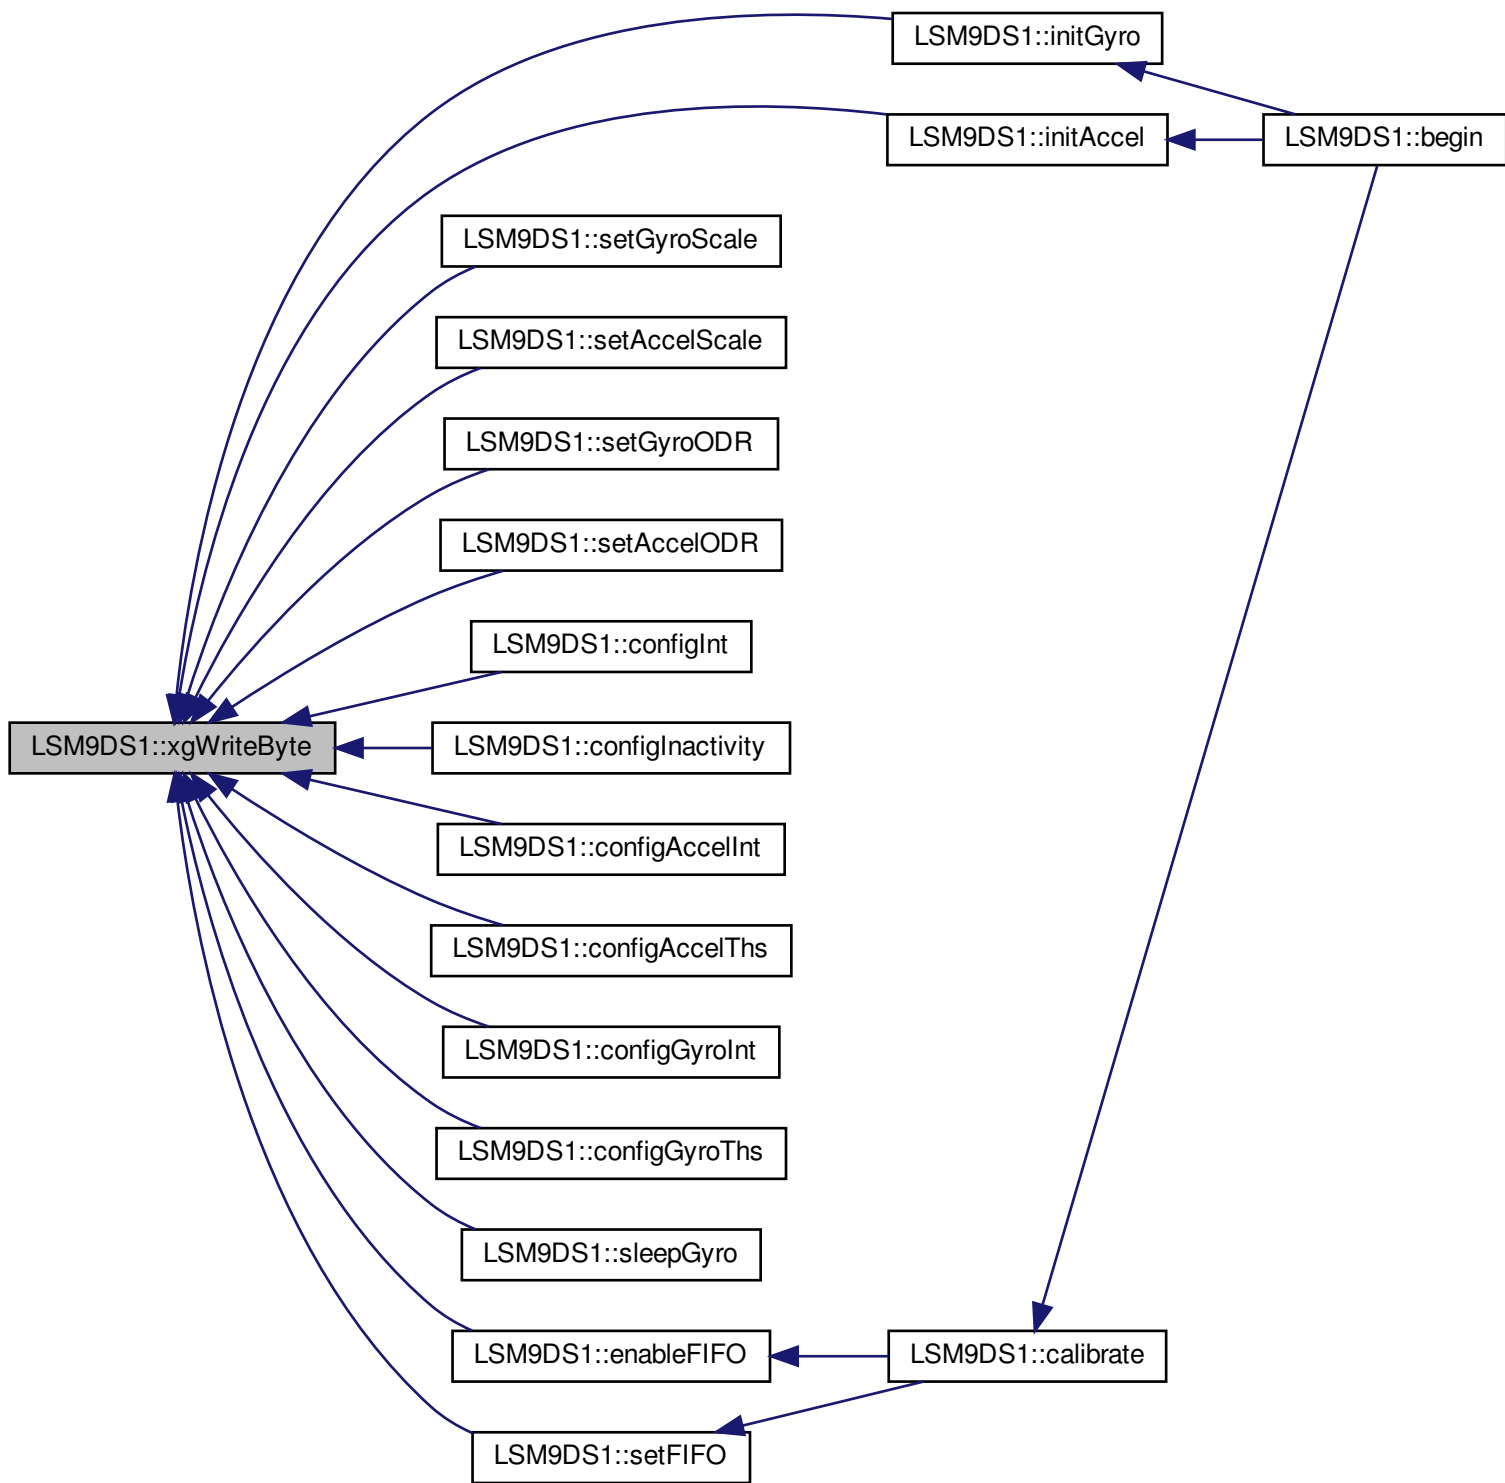 LSM9DS1::initGyro
LSM9DS1::initAccel
LSM9DS1::begin
LSM9DS1::setGyroScale
LSM9DS1::setAccelScale
LSM9DS1::setGyroODR
LSM9DS1::setAccelODR
LSM9DS1::configInt
LSM9DS1::xgWriteByte
LSM9DS1::configInactivity
LSM9DS1::configAccelInt
LSM9DS1::configAccelThs
LSM9DS1::configGyroInt
LSM9DS1::configGyroThs
LSM9DS1::sleepGyro
LSM9DS1::enableFIFO
LSM9DS1::calibrate
LSM9DS1::setFIFO